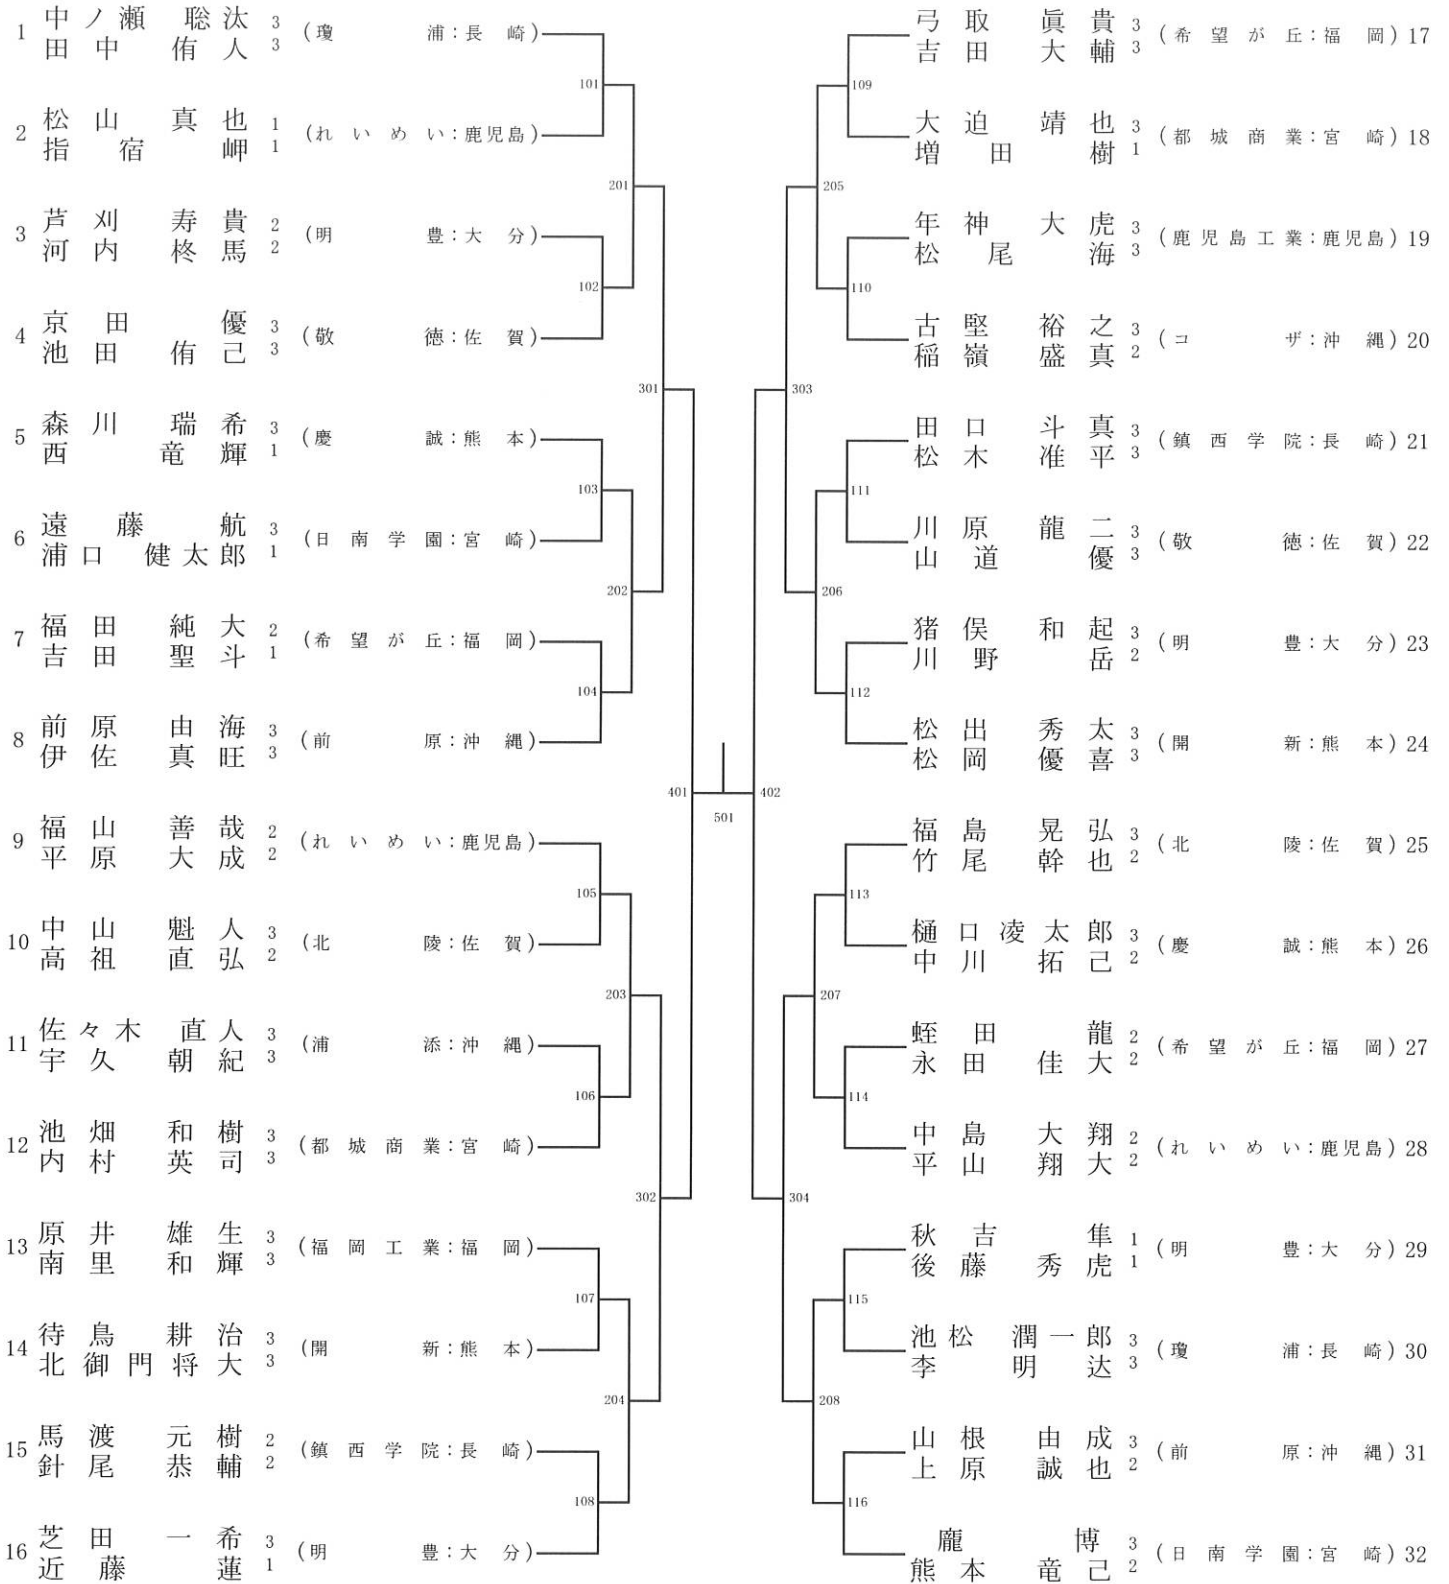 1 中ノ瀬 聡汰 3 (瓊浦:長崎)
田中 侑人 3
2 松山 真也 1 (れいめい:鹿児島)
指宿 岬 1
3 芦刈 寿貴 2 (明豊:大分)
河内 柊馬 2
4 京田 優 3 (敬徳:佐賀)
池田 侑己 3
5 森川 瑞希 3 (慶誠:熊本)
西 竜輝 1
6 遠藤 航 3 (日南学園:宮崎)
浦口 健太郎 1
7 福田 純大 2 (希望が丘:福岡)
吉田 聖斗 1
8 前原 由海 3 (前原:沖縄)
伊佐 真旺 3
9 福山 善哉 2 (れいめい:鹿児島)
平原 大成 2
10 中山 魁人 3 (北陵:佐賀)
高祖 直弘 2
11 佐々木 直人 3 (浦添:沖縄)
宇久 朝紀 3
12 池畑 和樹 3 (都城商業:宮崎)
内村 英司 3
13 原井 雄生 3 (福岡工業:福岡)
南里 和輝 3
14 待鳥 耕治 3 (開新:熊本)
北御門 将大 3
15 馬渡 元樹 2 (鎮西学院:長崎)
針尾 恭輔 2
16 芝田 一希 3 (明豊:大分)
近藤 蓮 1
101
102
103
104
105
106
107
108
201
202
203
204
301
302
401
501
402
303
304
205
206
207
208
109
110
111
112
113
114
115
116
弓取 眞貴 3 (希望が丘:福岡) 17
吉田 大輔 3
大迫 靖也 3 (都城商業:宮崎) 18
増田 樹 1
年神 大虎 3 (鹿児島工業:鹿児島) 19
松尾 海 3
古堅 裕之 3 (コザ:沖縄) 20
稲嶺 盛真 2
田口 斗真 3 (鎮西学院:長崎) 21
松木 准平 3
川原 龍二 3 (敬徳:佐賀) 22
山道 優 3
猪俣 和起 3 (明豊:大分) 23
川野 岳 2
松出 秀太 3 (開新:熊本) 24
松岡 優喜 3
福島 晃弘 3 (北陵:佐賀) 25
竹尾 幹也 2
樋口 凌太郎 3 (慶誠:熊本) 26
中川 拓己 2
蛭田 龍 2 (希望が丘:福岡) 27
永田 佳大 2
中島 大翔 2 (れいめい:鹿児島) 28
平山 翔大 2
秋吉 隼 1 (明豊:大分) 29
後藤 秀虎 1
池松 潤一郎 3 (瓊浦:長崎) 30
李 明达 3
山根 由成 3 (前原:沖縄) 31
上原 誠也 2
龐 博 3 (日南学園:宮崎) 32
熊本 竜己 2